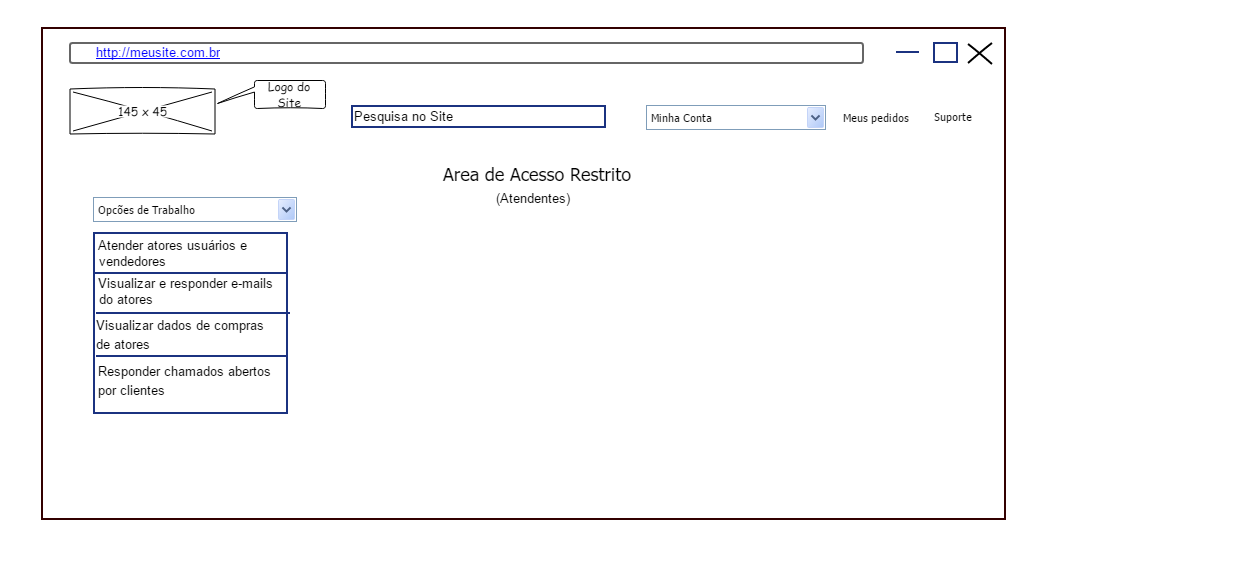 http://meusite.com.br
Logo do
Site
145 x 45
Pesquisa no Site
Minha Conta
Meus pedidos
Suporte
Area de Acesso Restrito
(Atendentes)
Opcões de Trabalho
Atender atores usuários e
vendedores
Visualizar e responder e-mails
do atores
Visualizar dados de compras
de atores
Responder chamados abertos
por clientes